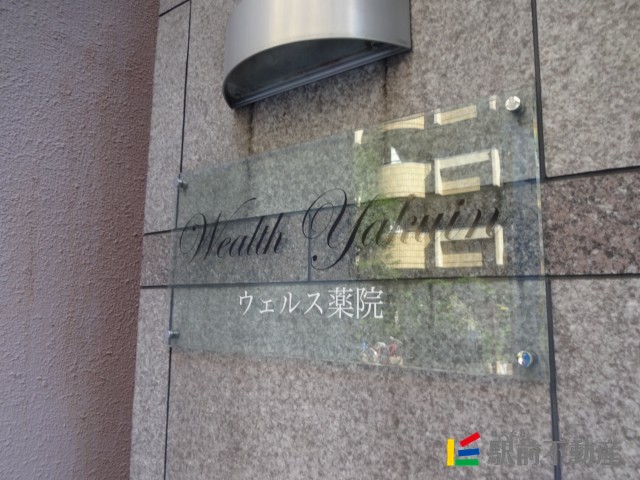 Wealth Yakuin
ウェルス薬院
駅前不動産